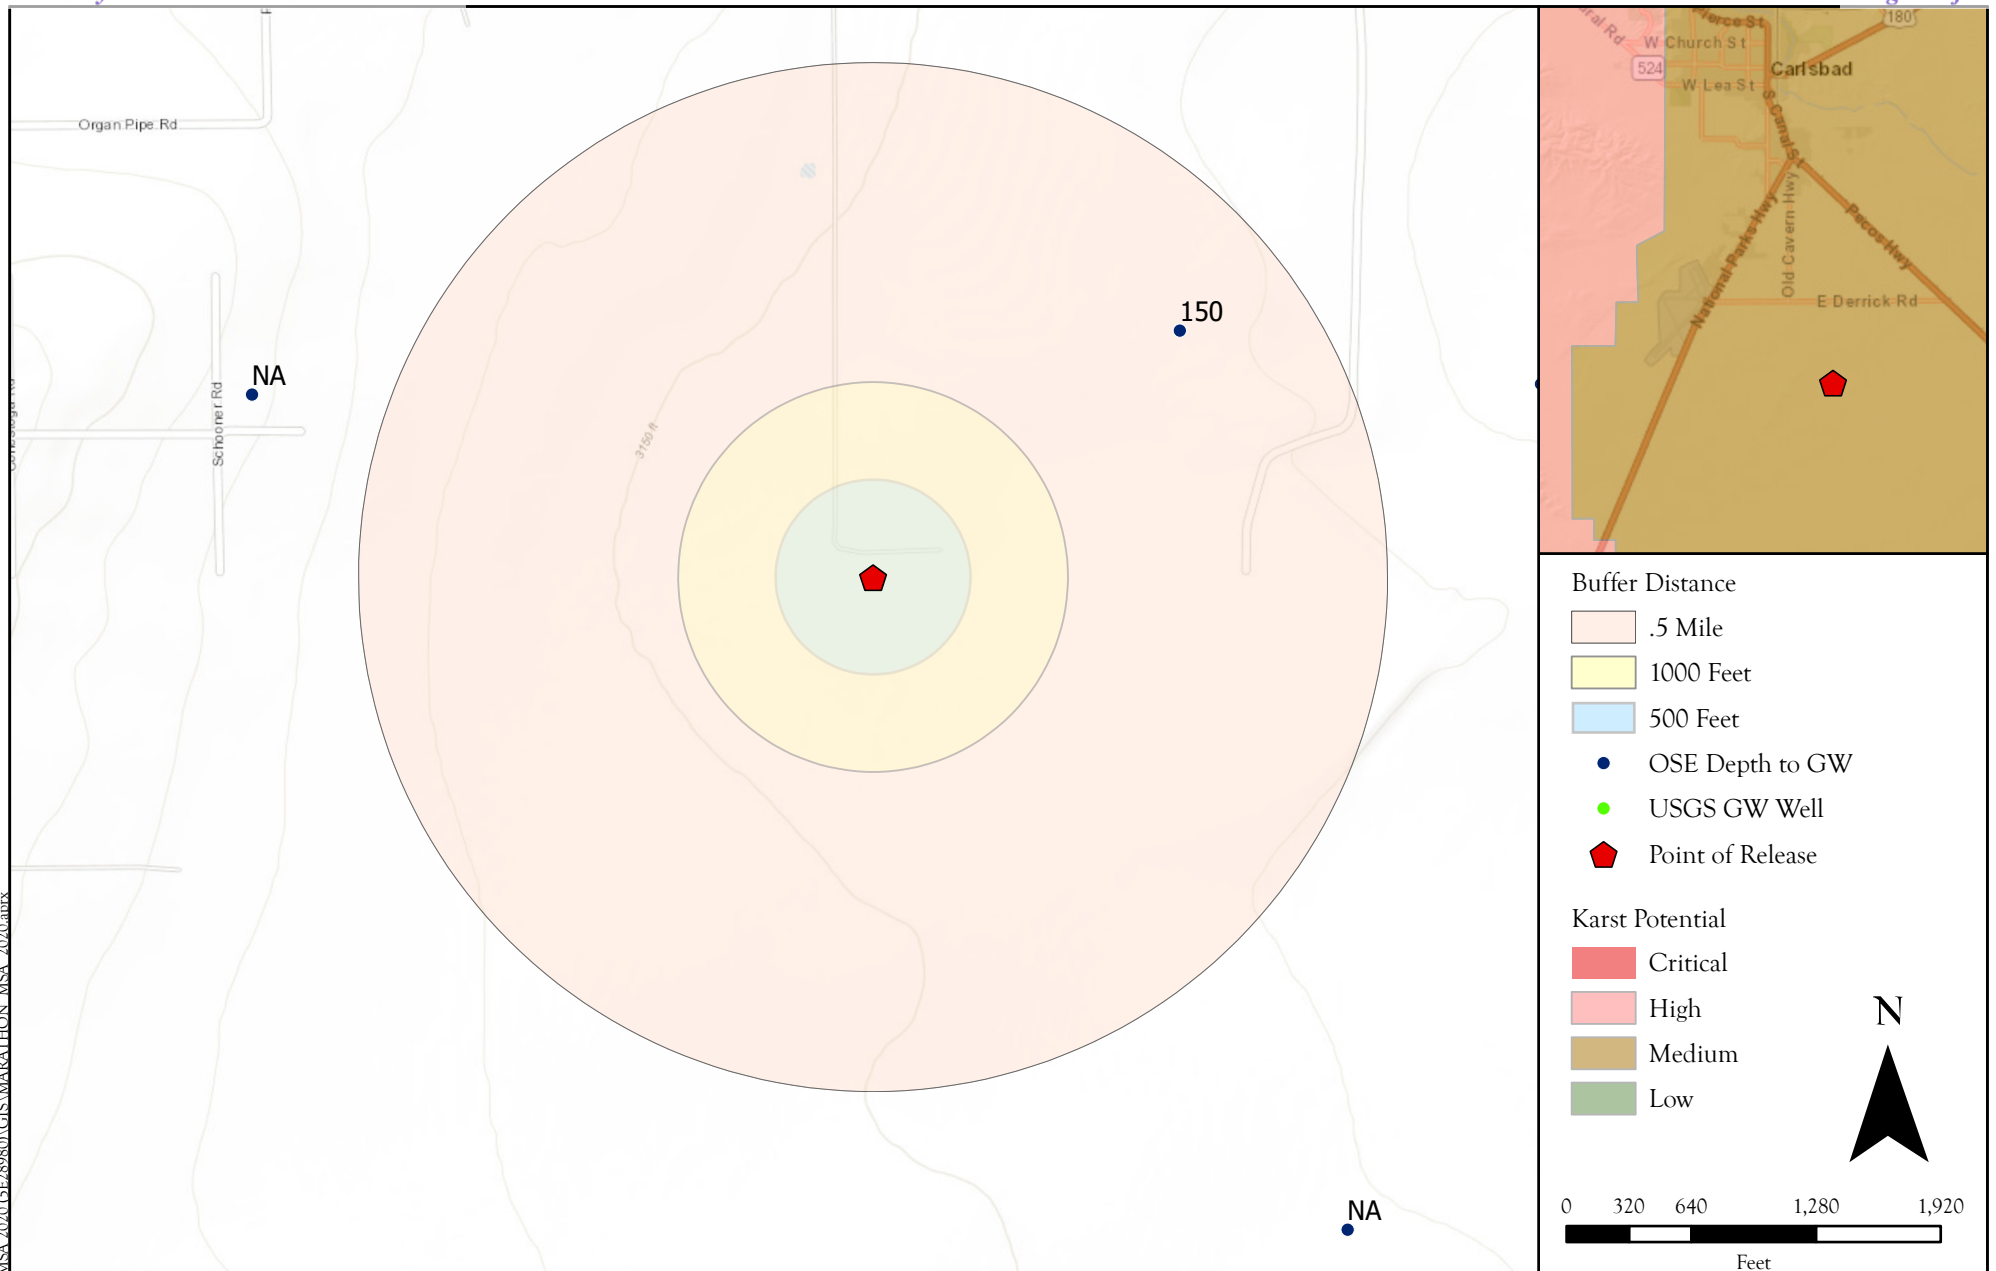 Organ Pipe Rd
Schooner Rd
NA
150
3150 ft
NA
Pierce St
180
W Church St
524
Carlsbad
W Lea St
S Canal St
National Parks Hwy
Old Cavern Hwy
Pecos Hwy
E Derrick Rd
Buffer Distance
.5 Mile
1000 Feet
500 Feet
OSE Depth to GW
USGS GW Well
Point of Release
Karst Potential
Critical
High
Medium
Low
N
0 320 640 1,280 1,920
Feet